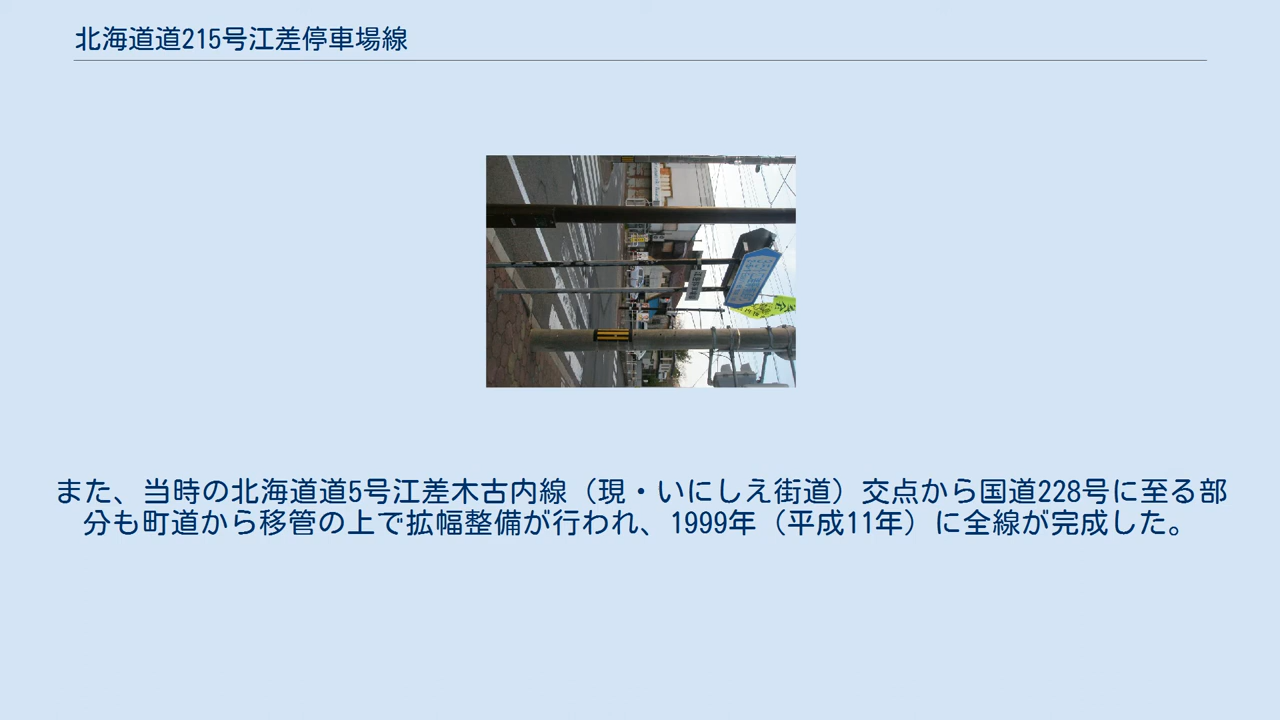 北海道道215号江差停車場線
また、当時の北海道道5号江差木古内線（現・いにしえ街道）交点から国道228号に至る部
分も町道から移管の上で拡幅整備が行われ、1999年（平成11年）に全線が完成した。